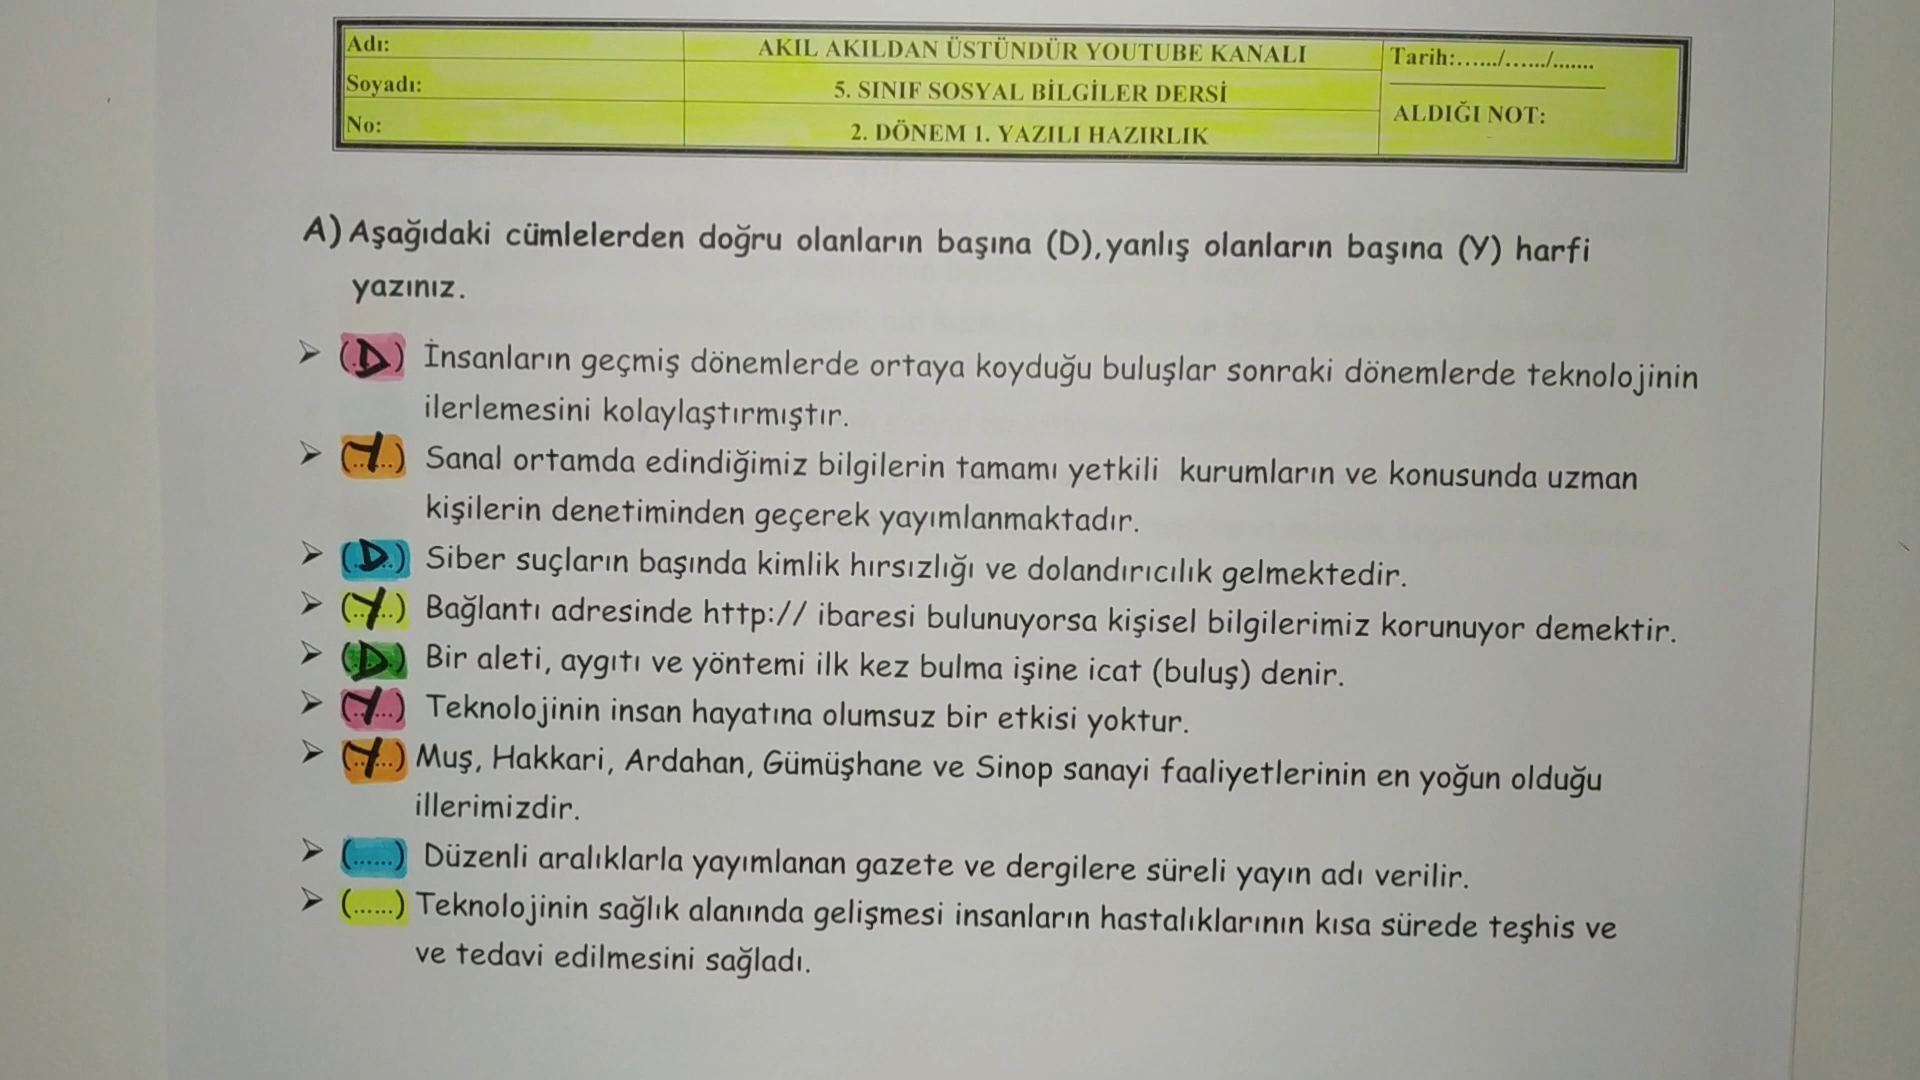 Adı:
Soyadı:
No:
AKIL AKILDAN ÜSTÜNDÜR YOUTUBE KANALI
5. SINIF SOSYAL BİLGİLER DERSİ
2. DÖNEM 1. YAZILI HAZIRLIK
Tarih:....../....../.......
ALDIĞI NOT:
A) Aşağıdaki cümlelerden doğru olanların başına (D),yanlış olanların başına (Y) harfi
yazınız.
➢ (D) İnsanların geçmiş dönemlerde ortaya koyduğu buluşlar sonraki dönemlerde teknolojinin
ilerlemesini kolaylaştırmıştır.
➢ (Y) Sanal ortamda edindiğimiz bilgilerin tamamı yetkili kurumların ve konusunda uzman
kişilerin denetiminden geçerek yayımlanmaktadır.
➢ (D) Siber suçların başında kimlik hırsızlığı ve dolandırıcılık gelmektedir.
➢ (Y) Bağlantı adresinde http:// ibaresi bulunuyorsa kişisel bilgilerimiz korunuyor demektir.
➢ (D) Bir aleti, aygıtı ve yöntemi ilk kez bulma işine icat (buluş) denir.
➢ (Y) Teknolojinin insan hayatına olumsuz bir etkisi yoktur.
➢ (Y) Muş, Hakkari, Ardahan, Gümüşhane ve Sinop sanayi faaliyetlerinin en yoğun olduğu
illerimizdir.
➢ (......) Düzenli aralıklarla yayımlanan gazete ve dergilere süreli yayın adı verilir.
➢ (......) Teknolojinin sağlık alanında gelişmesi insanların hastalıklarının kısa sürede teşhis ve
ve tedavi edilmesini sağladı.